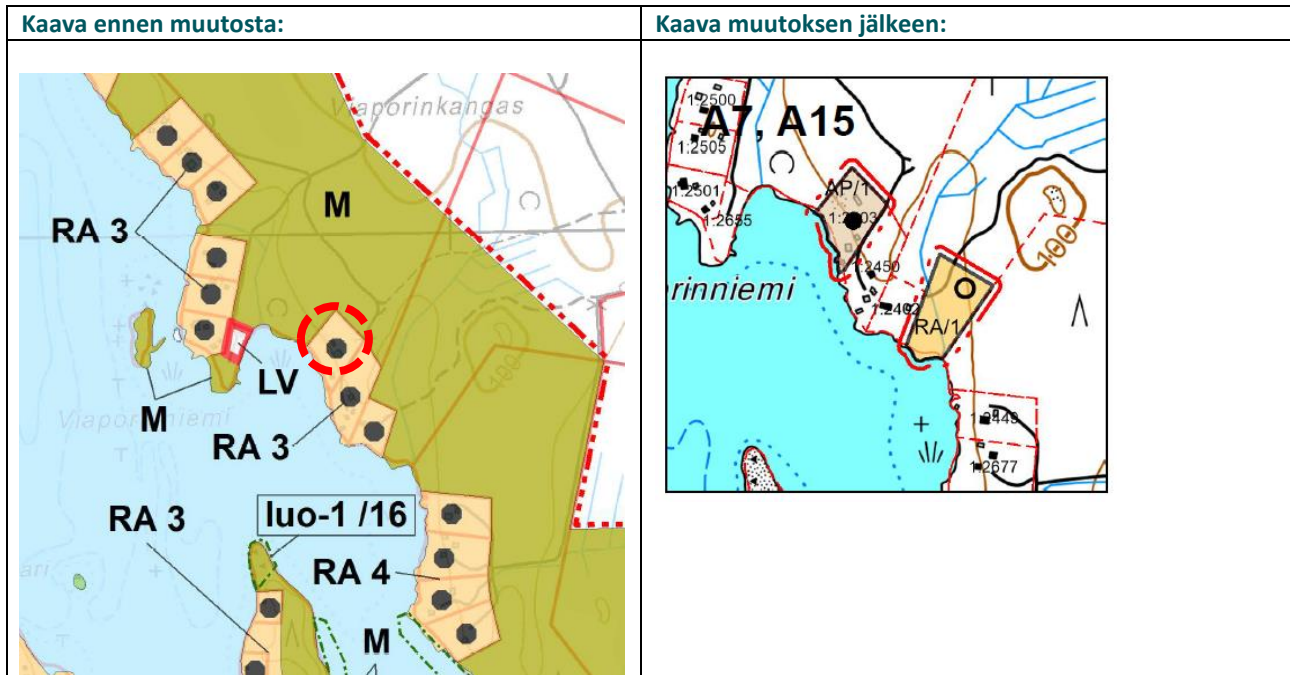 Kaava ennen muutosta:
Kaava muutoksen jälkeen:
Viaporinkangas
M
RA 3
LV
M
Viaporinniemi
RA 3
100
RA 3
luo-1 /16
RA 4
M
1:2500
A7, A15
1:2505
1:2501
1:2655
AP/1
1:2450
rinniemi
RA/1
100
1:2449
1:2677